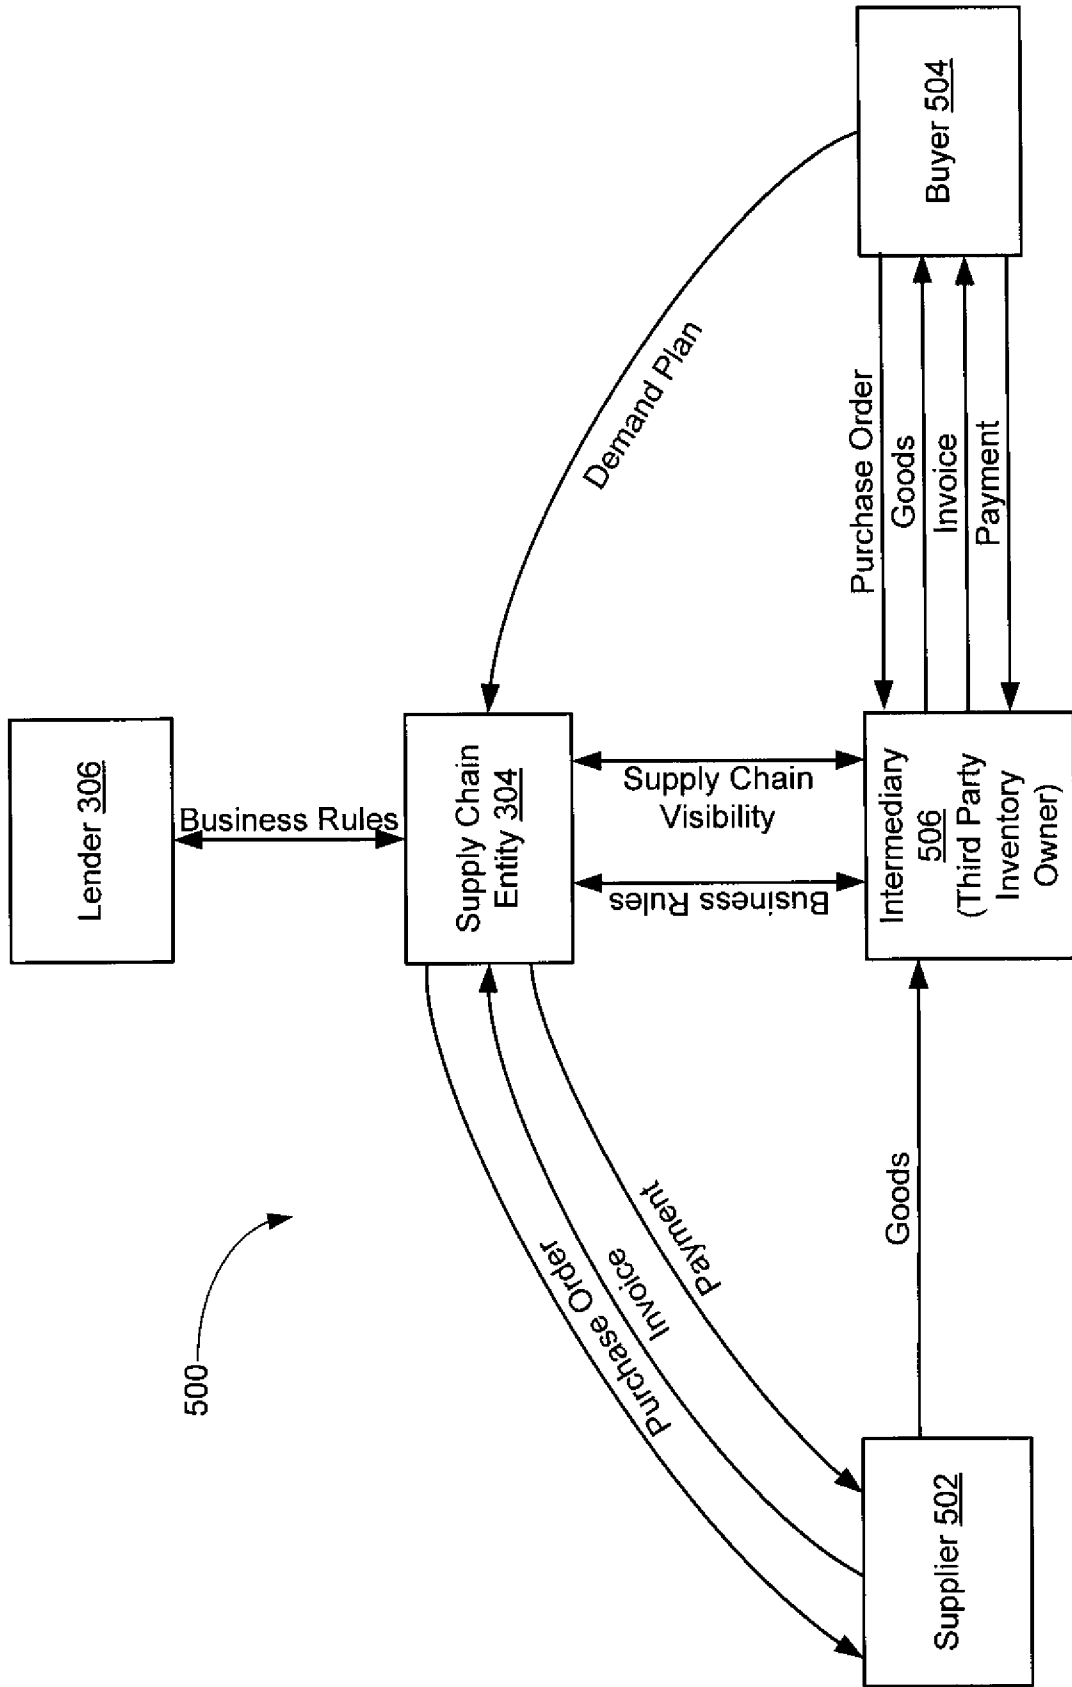 500
Lender 306
Business Rules
Supply Chain
Entity 304
Demand Plan
Purchase Order
Invoice
Payment
Business Rules
Supply Chain
Visibility
Supplier 502
Goods
Intermediary
506
(Third Party
Inventory
Owner)
Purchase Order
Goods
Invoice
Payment
Buyer 504